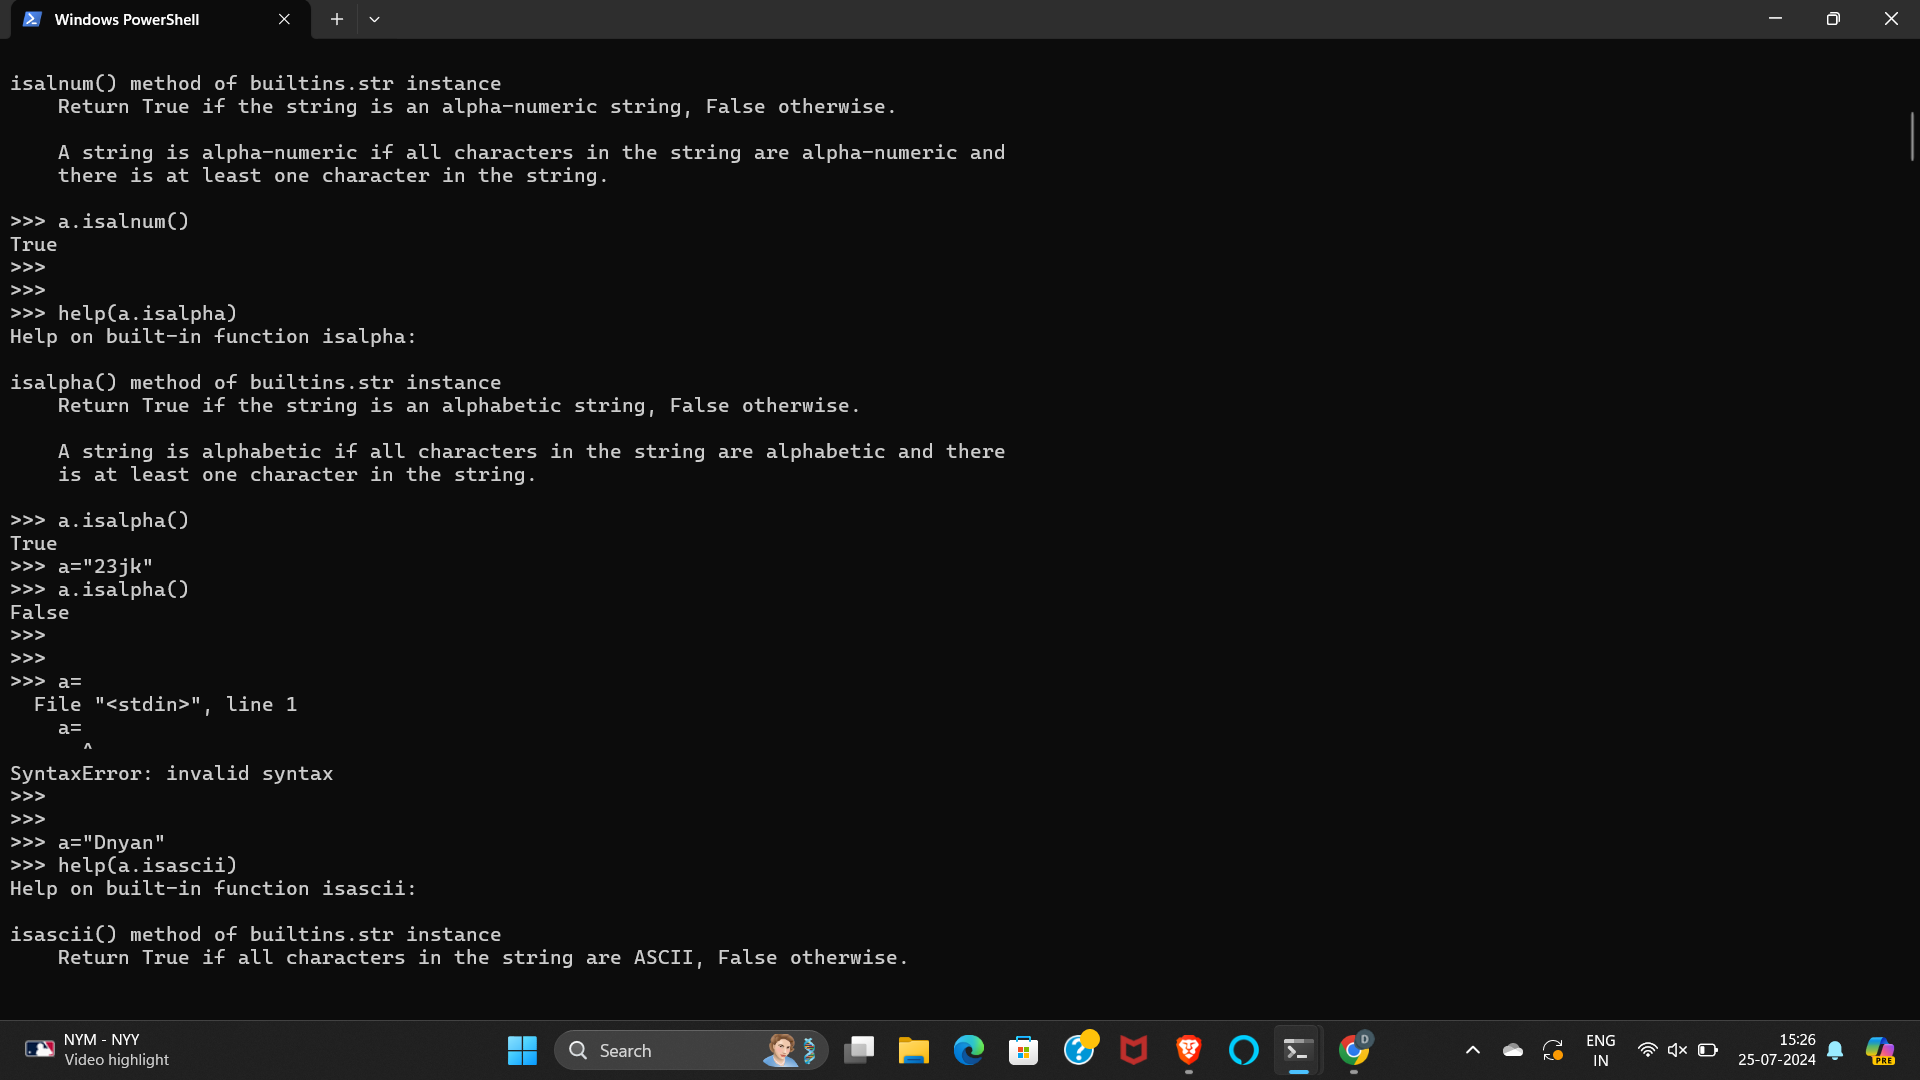 Windows PowerShell
isalnum() method of builtins.str instance
    Return True if the string is an alpha-numeric string, False otherwise.
    A string is alpha-numeric if all characters in the string are alpha-numeric and
    there is at least one character in the string.
>>> a.isalnum()
True
>>>
>>>
>>> help(a.isalpha)
Help on built-in function isalpha:
isalpha() method of builtins.str instance
    Return True if the string is an alphabetic string, False otherwise.
    A string is alphabetic if all characters in the string are alphabetic and there
    is at least one character in the string.
>>> a.isalpha()
True
>>> a="23jk"
>>> a.isalpha()
False
>>>
>>>
>>> a=
  File "<stdin>", line 1
    a=
      ^
SyntaxError: invalid syntax
>>>
>>>
>>> a="Dnyan"
>>> help(a.isascii)
Help on built-in function isascii:
isascii() method of builtins.str instance
    Return True if all characters in the string are ASCII, False otherwise.
NYM - NYY
Video highlight
Search
D
ENG
IN
15:26
25-07-2024
PRE